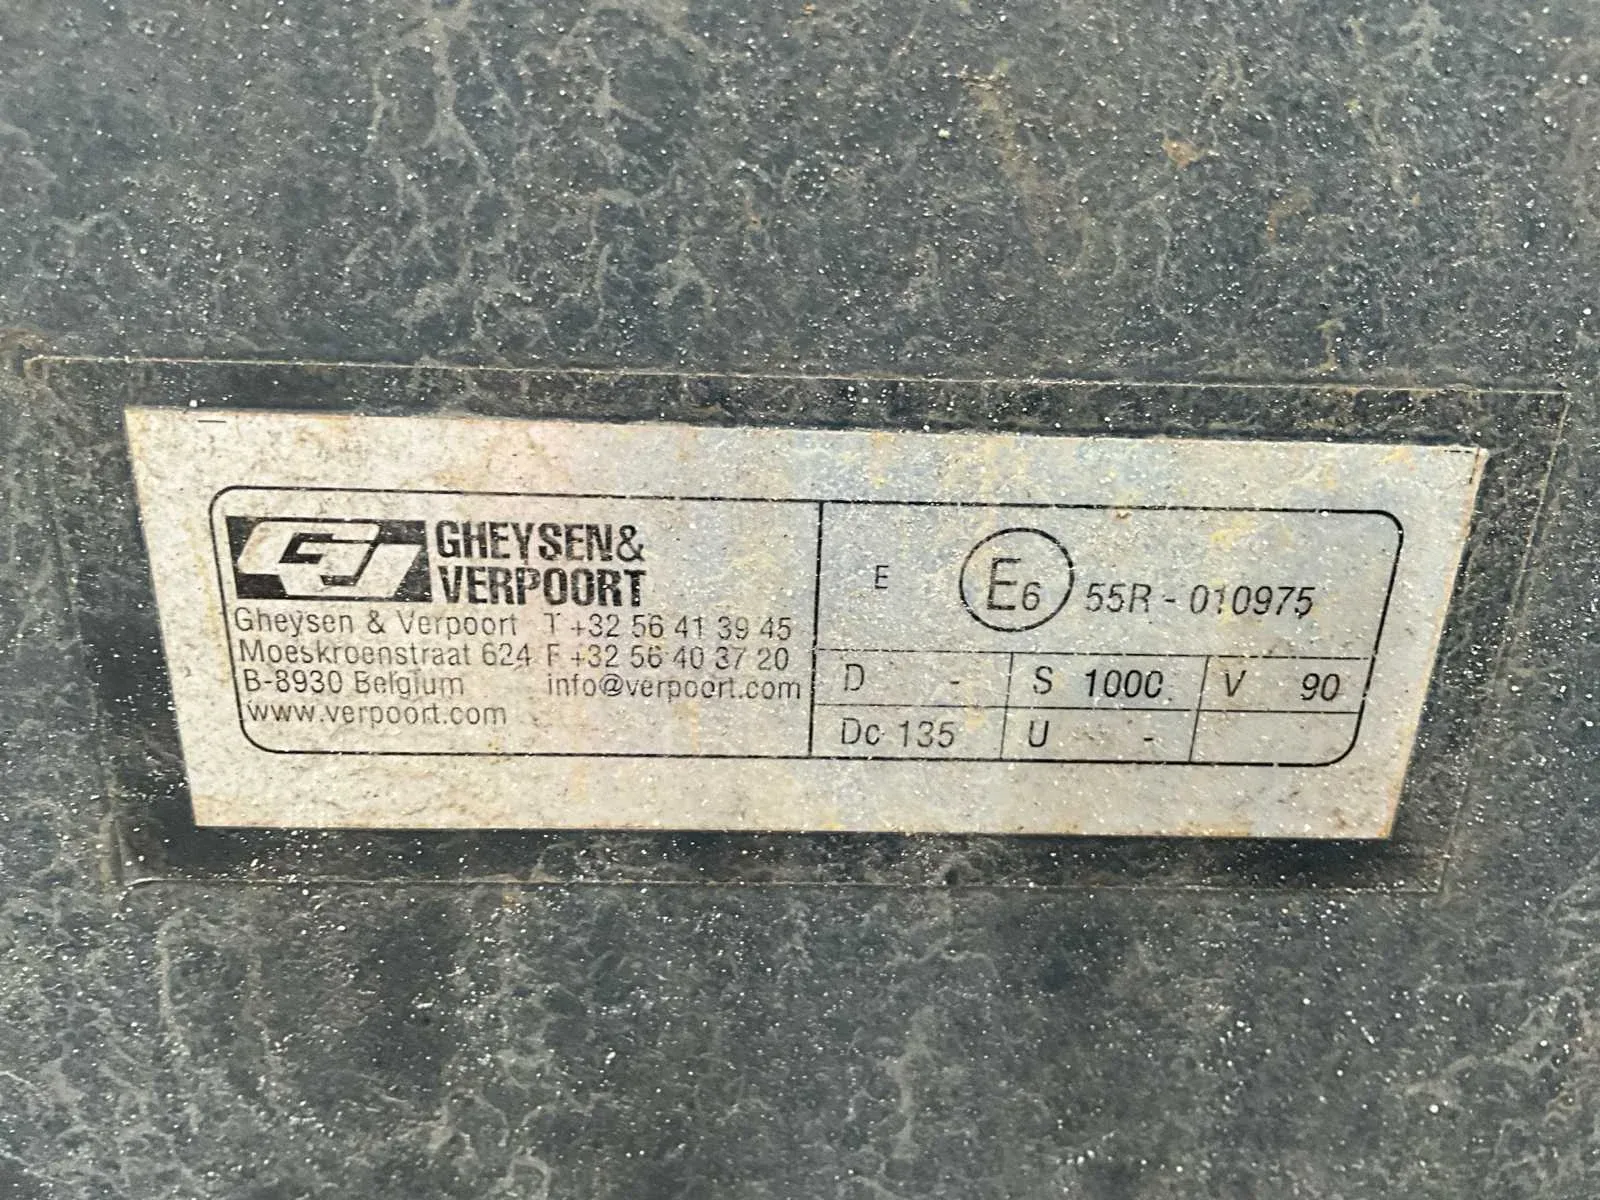 GHEYSEN&
VERPOORT
Gheysen & Verpoort T +32 56 41 39 45
Moeskroenstraat 624 F +32 56 40 37 20
B-8930 Belgium info@verpoort.com
www.verpoort.com
E E6 55R - 010975
D - S 1000 V 90
Dc 135 U -